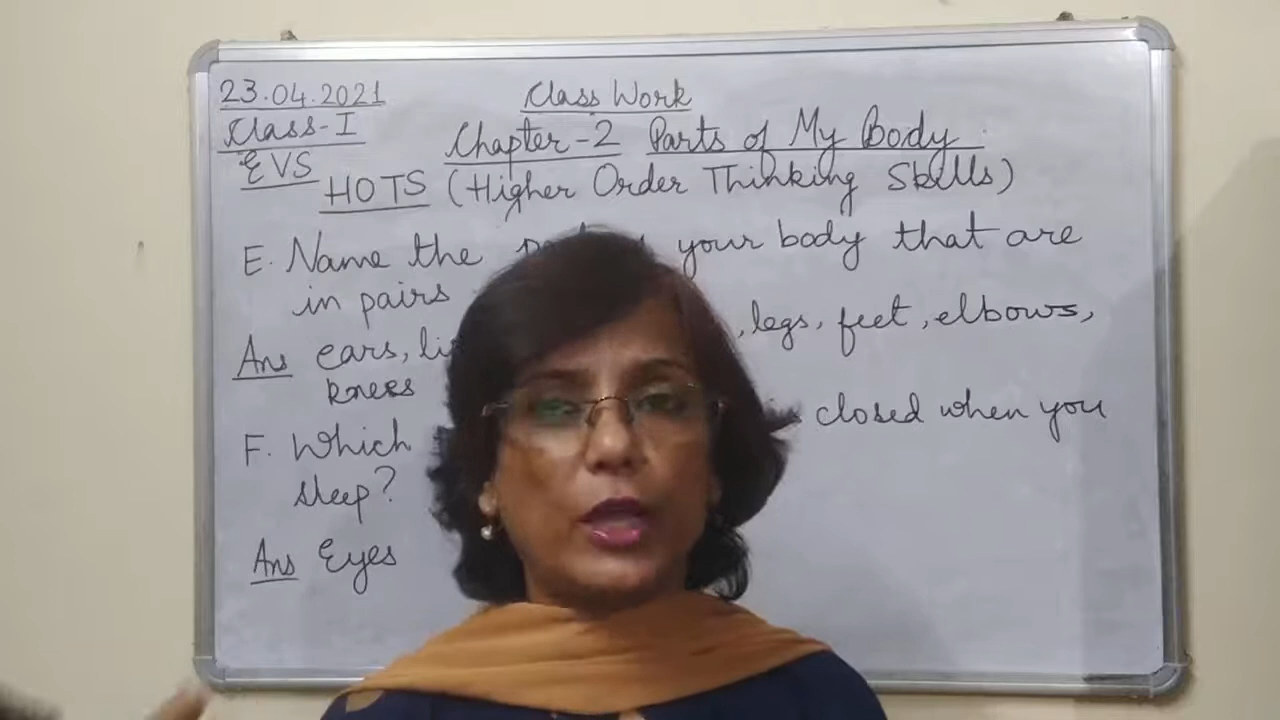 23.04.2021 Class Work
Class-I Chapter-2 Parts of My Body
EVS HOTS (Higher Order Thinking Skills)
E. Name the your body that are
in pairs
Ans ears, legs, feet, elbows,
knees
F. Which closed when you
sleep?
Ans Eyes